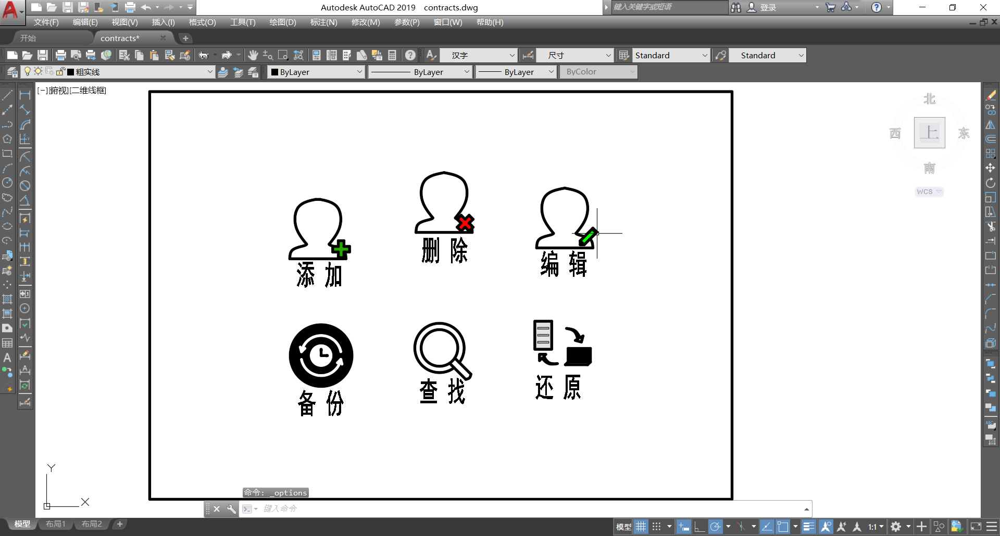 Autodesk AutoCAD 2019 contracts.dwg
键入关键字或短语
登录
文件(F) 编辑(E) 视图(V) 插入(I) 格式(O) 工具(T) 绘图(D) 标注(N) 修改(M) 参数(P) 窗口(W) 帮助(H)
开始
contracts*
汉字
尺寸
Standard
Standard
粗实线
ByLayer
ByLayer
ByLayer
ByColor
[−][俯视][二维线框]
北
西
上
东
南
WCS
删 除
编 辑
添 加
备 份
查 找
还 原
Y
X
命令: _options
键入命令
模型
布局1
布局2
模型
1:1